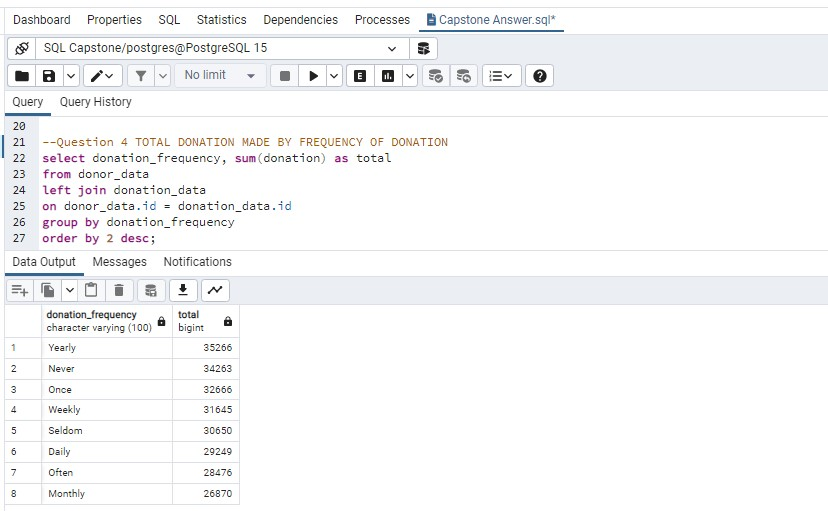 Dashboard Properties SQL Statistics Dependencies Processes Capstone Answer.sql*
SQL Capstone/postgres@PostgreSQL 15
No limit E ?
Query Query History
20
21 --Question 4 TOTAL DONATION MADE BY FREQUENCY OF DONATION
22 select donation_frequency, sum(donation) as total
23 from donor_data
24 left join donation_data
25 on donor_data.id = donation_data.id
26 group by donation_frequency
27 order by 2 desc;
Data Output Messages Notifications
donation_frequency total
character varying (100) bigint
1 Yearly 35266
2 Never 34263
3 Once 32666
4 Weekly 31645
5 Seldom 30650
6 Daily 29249
7 Often 28476
8 Monthly 26870